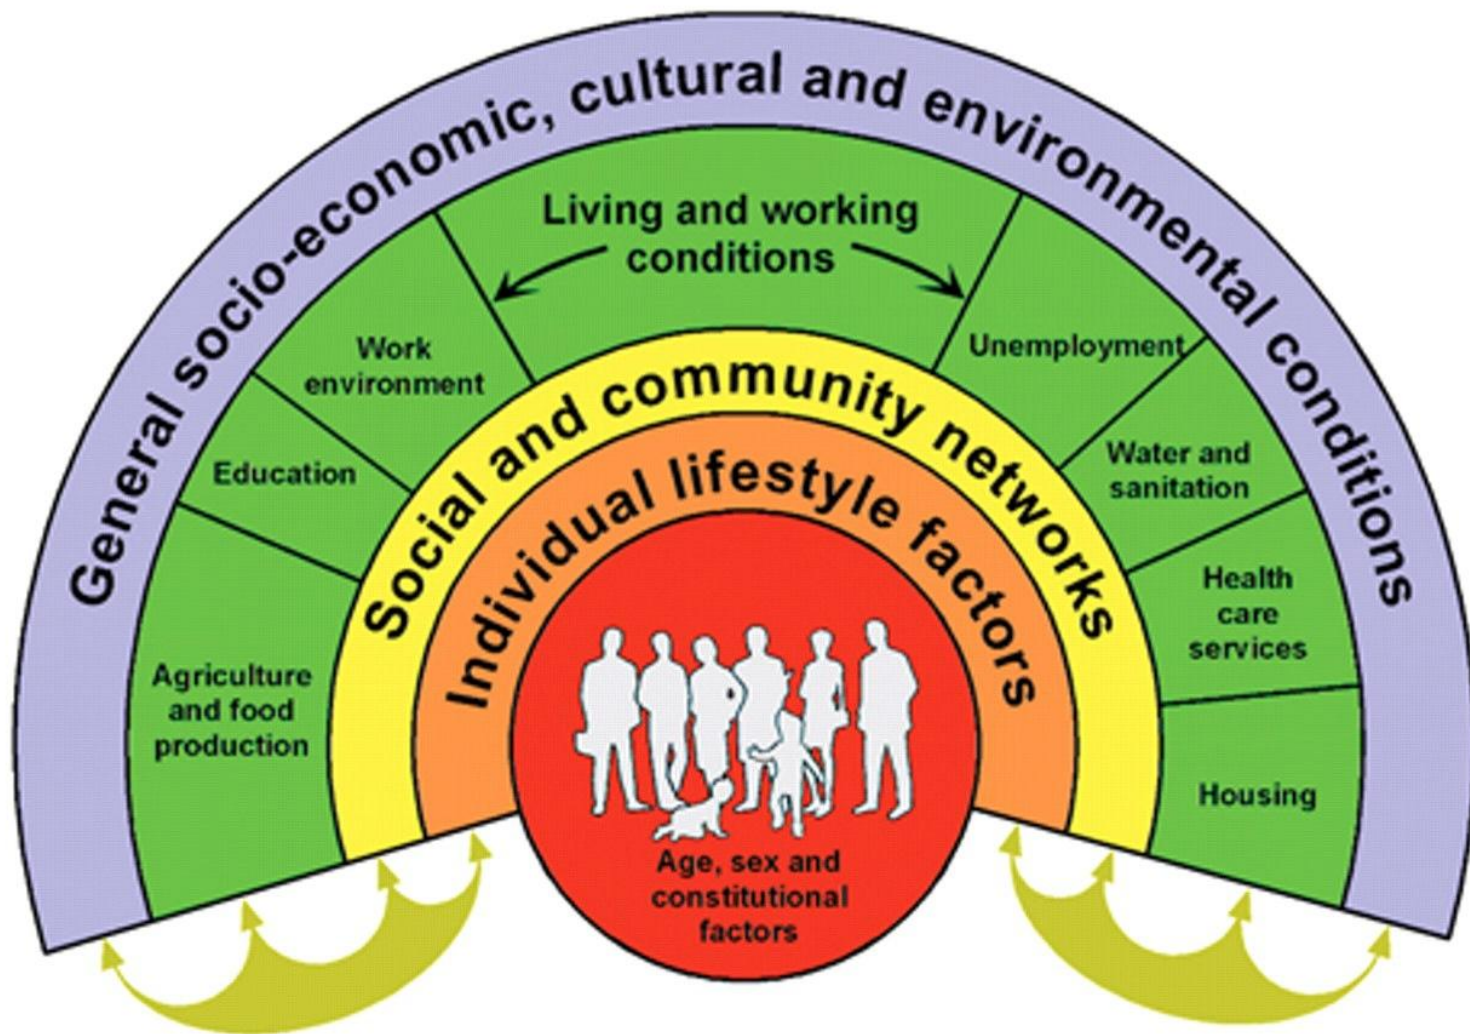 General socio-economic, cultural and environmental conditions
Living and working
conditions
Work
environment
Education
Agriculture
and food
production
Unemployment
Water and
sanitation
Health
care
services
Housing
Social and community networks
Individual lifestyle factors
Age, sex and
constitutional
factors